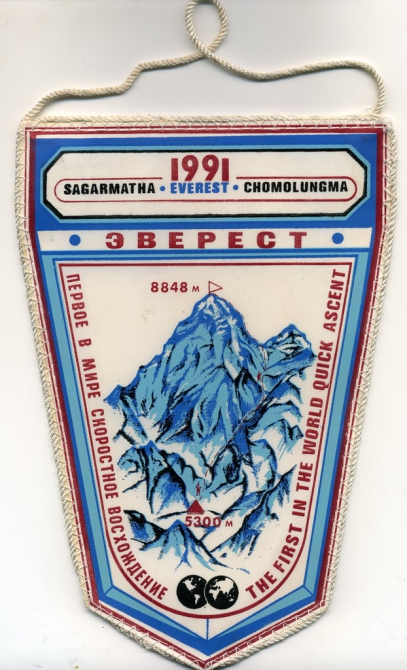 1991
SAGARMATHA • EVEREST • CHOMOLUNGMA
• ЭВЕРЕСТ •
8848 м
ПЕРВОЕ В МИРЕ СКОРОСТНОЕ ВОСХОЖДЕНИЕ
THE FIRST IN THE WORLD QUICK ASCENT
5300 м